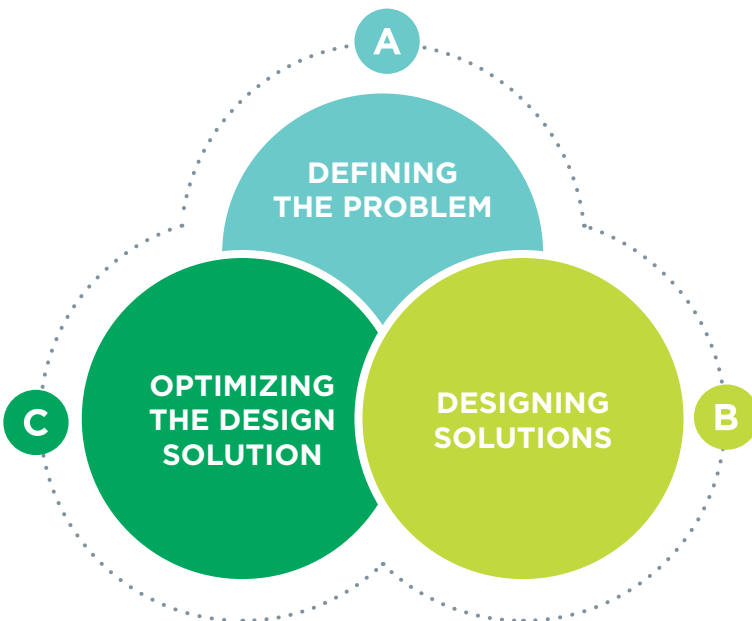 A
DEFINING
THE PROBLEM
OPTIMIZING
THE DESIGN
SOLUTION
DESIGNING
SOLUTIONS
C
B